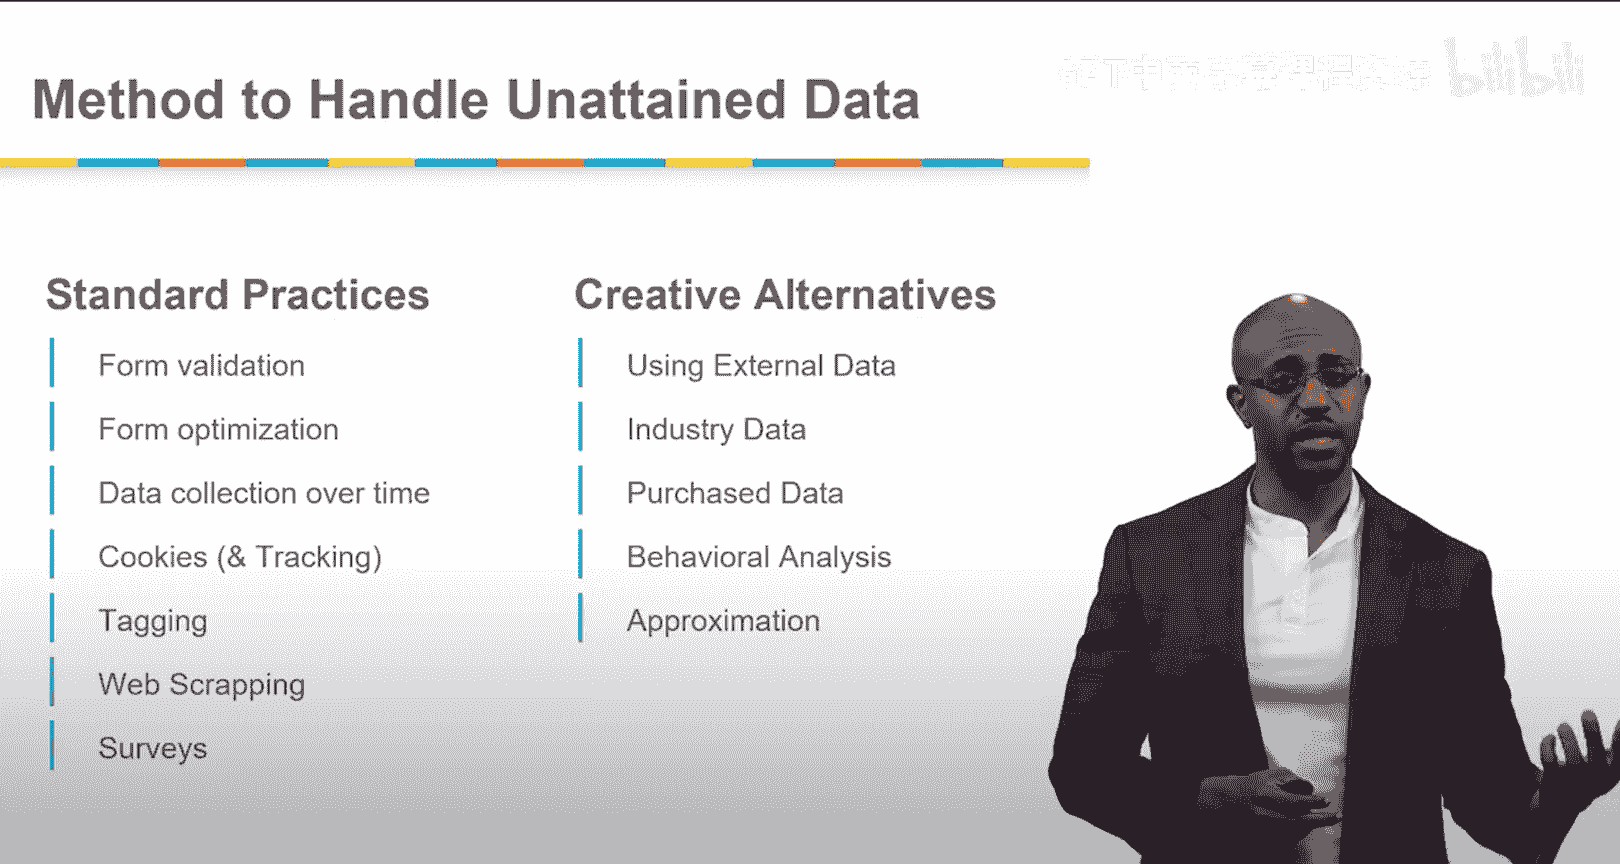 Method to Handle Unattained Data
bilibili
Standard Practices
Form validation
Form optimization
Data collection over time
Cookies (& Tracking)
Tagging
Web Scrapping
Surveys
Creative Alternatives
Using External Data
Industry Data
Purchased Data
Behavioral Analysis
Approximation